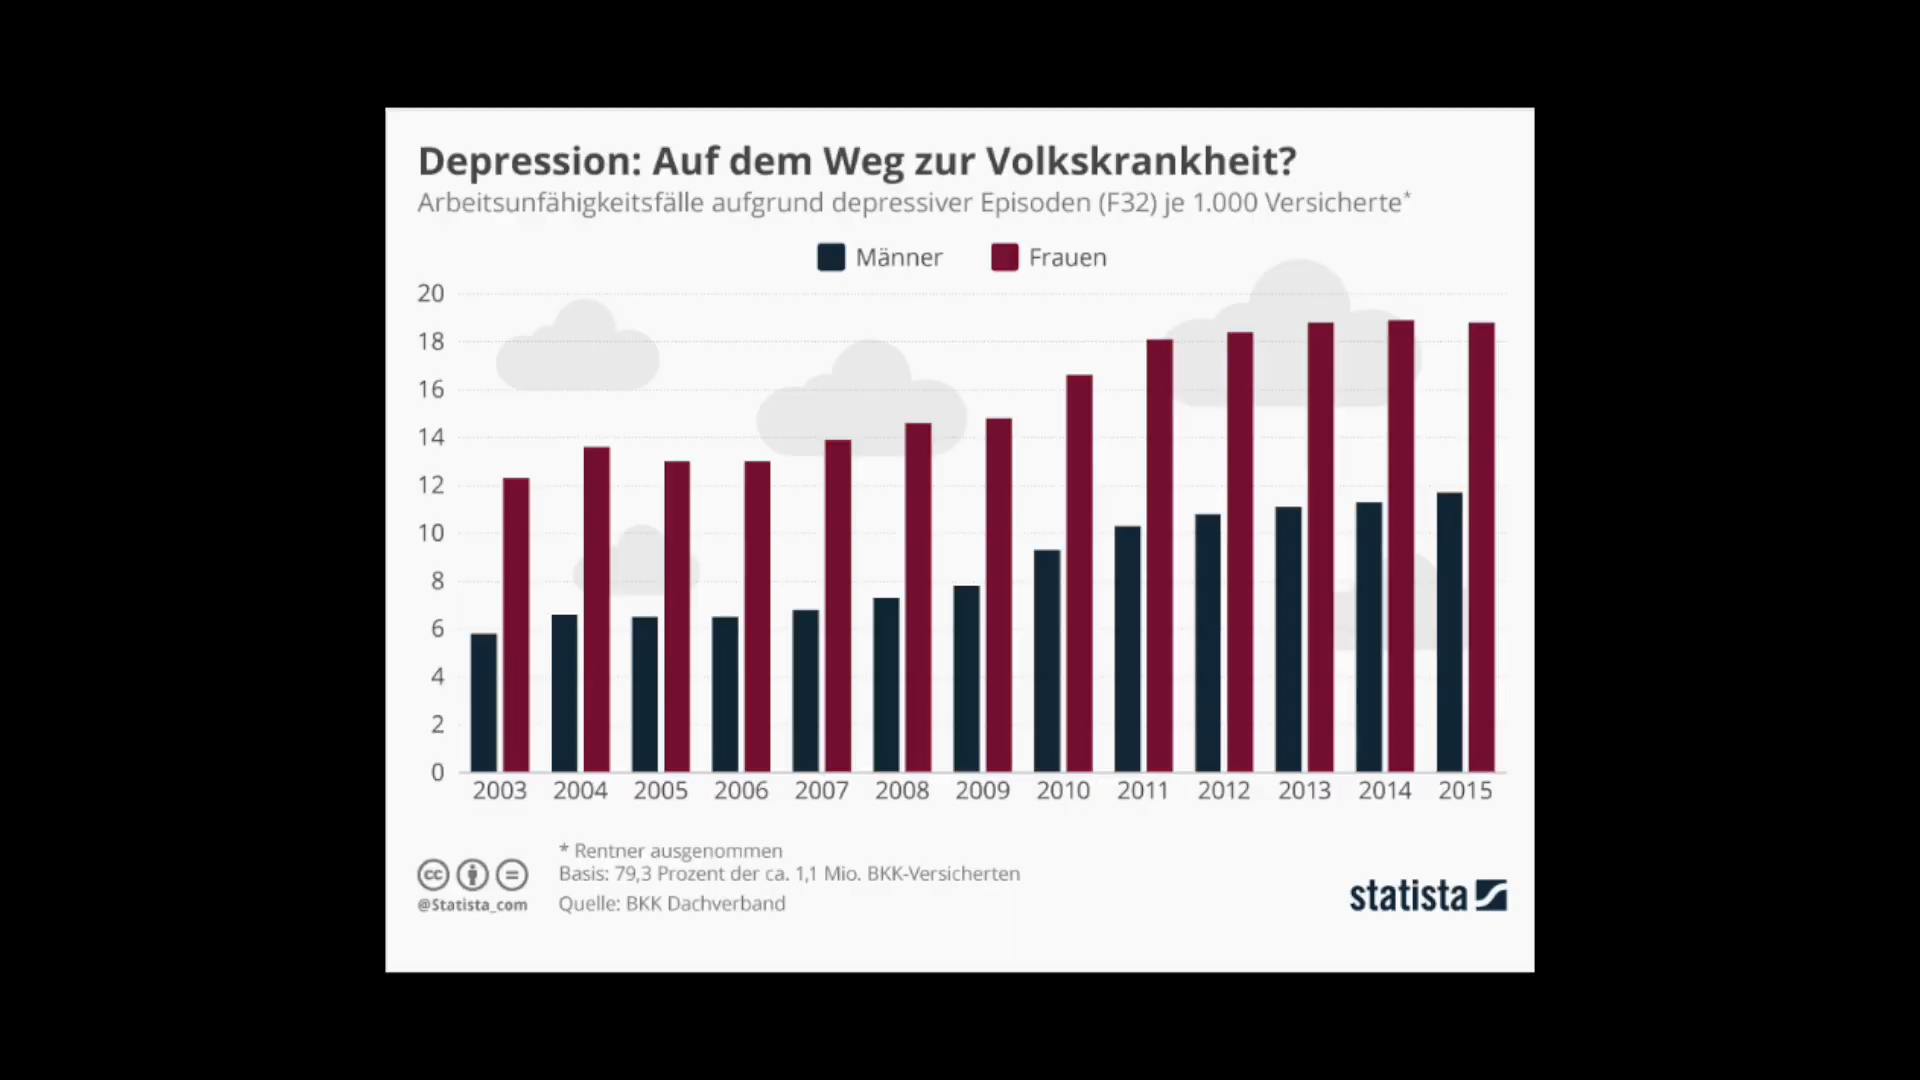 Depression: Auf dem Weg zur Volkskrankheit?
Arbeitsunfähigkeitsfälle aufgrund depressiver Episoden (F32) je 1.000 Versicherte*
Männer Frauen
20
18
16
14
12
10
8
6
4
2
0
2003 2004 2005 2006 2007 2008 2009 2010 2011 2012 2013 2014 2015
* Rentner ausgenommen
Basis: 79,3 Prozent der ca. 1,1 Mio. BKK-Versicherten
Quelle: BKK Dachverband
cc
@Statista_com
statista